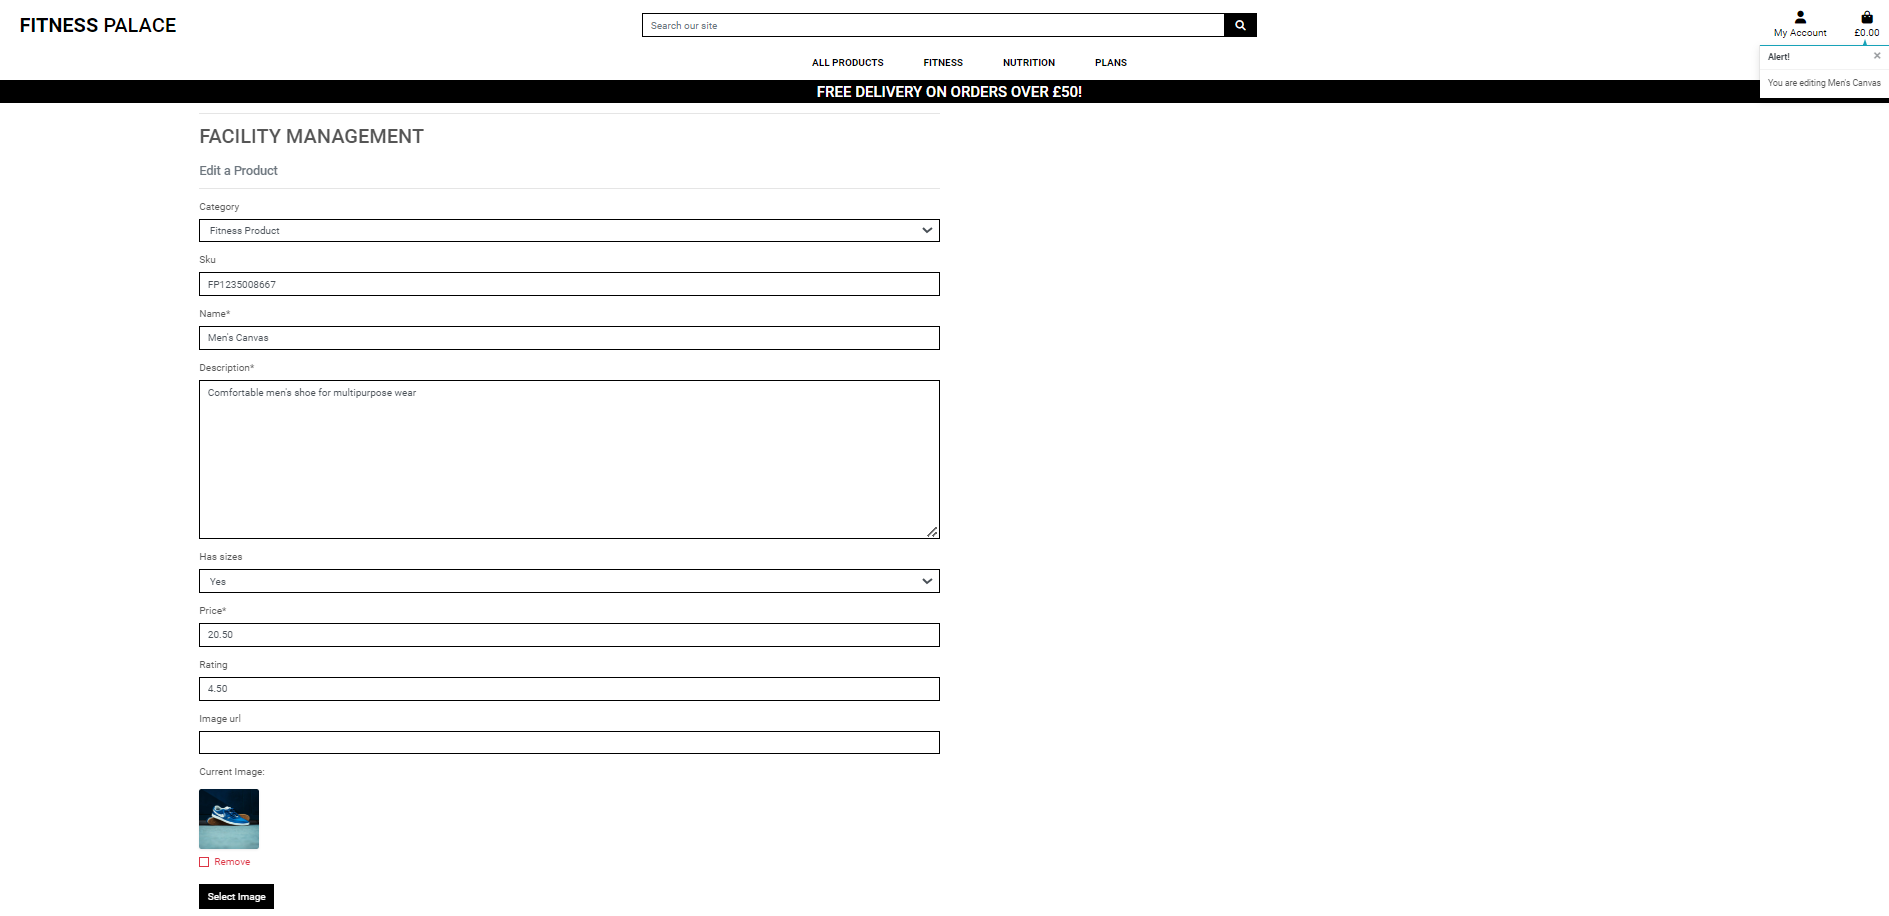 FITNESS PALACE
Search our site
My Account
£0.00
ALL PRODUCTS FITNESS NUTRITION PLANS
Alert! ×
You are editing Men's Canvas
FREE DELIVERY ON ORDERS OVER £50!
FACILITY MANAGEMENT
Edit a Product
Category
Fitness Product
Sku
FP1235008667
Name*
Men's Canvas
Description*
Comfortable men's shoe for multipurpose wear
Has sizes
Yes
Price*
20.50
Rating
4.50
Image url
Current Image:
Remove
Select Image